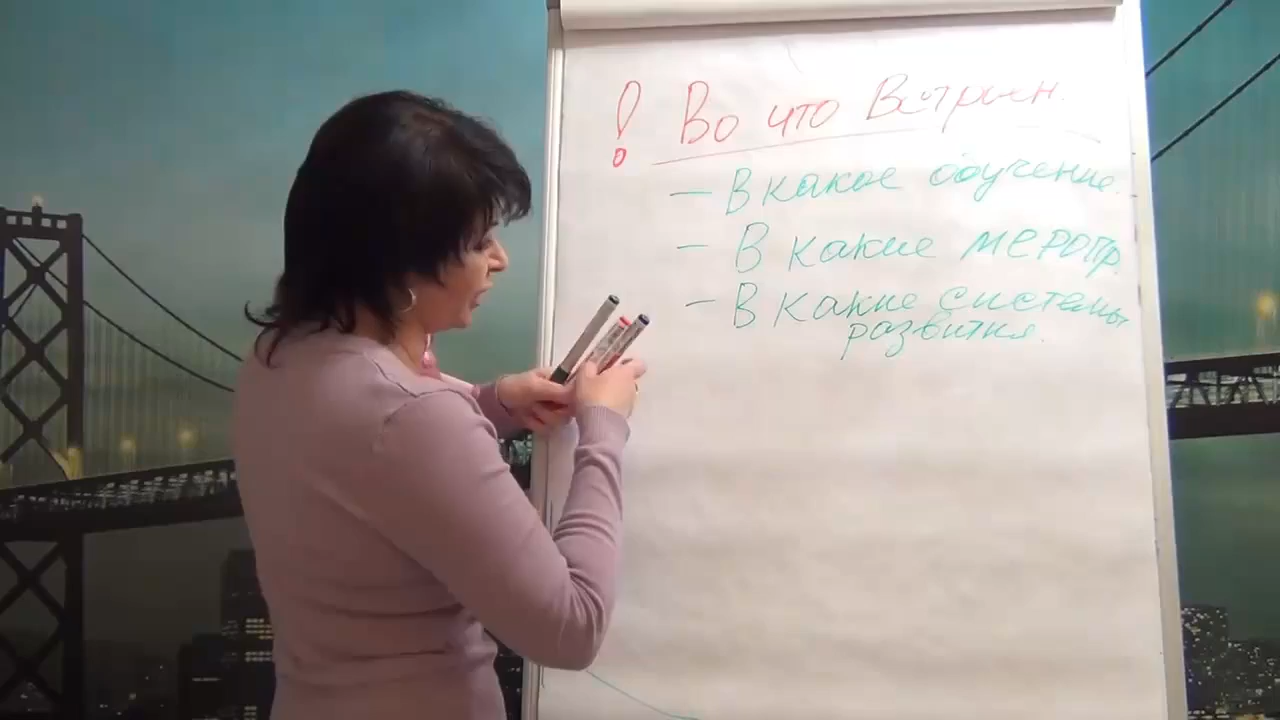 ! Во что Встроен.
- В какое обучение.
- В какие меропр.
- В какие системы
развития.